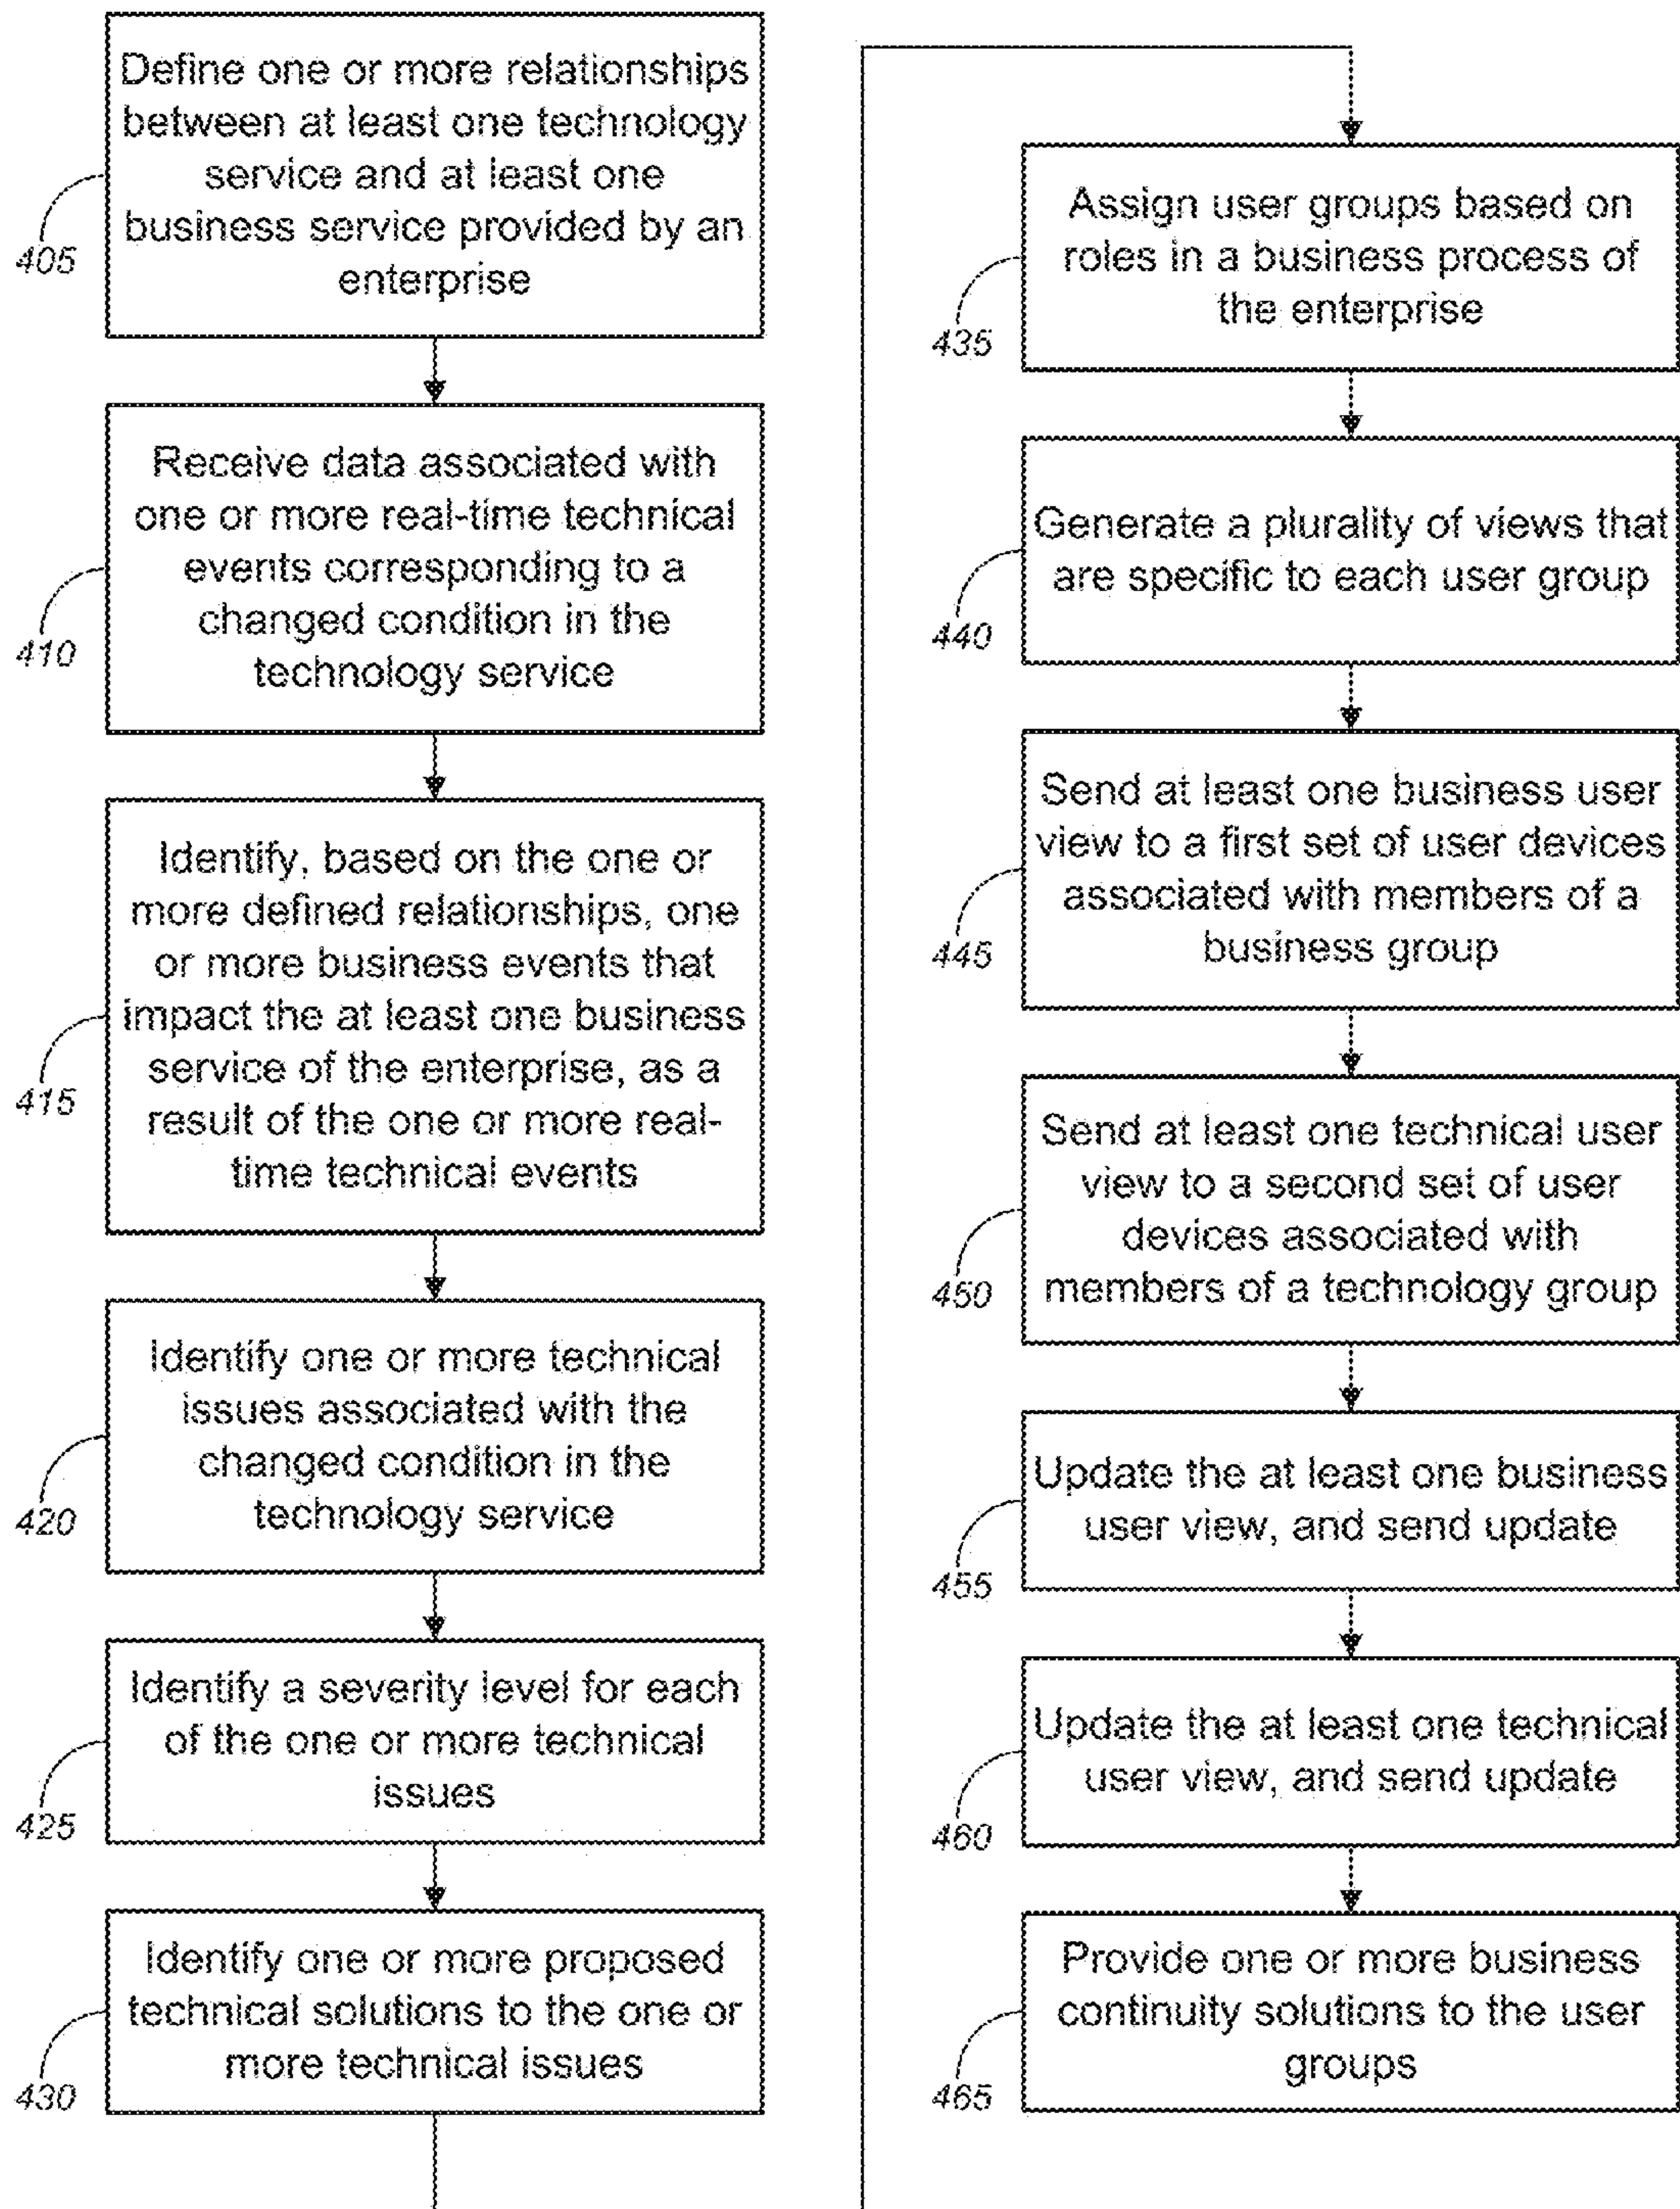 Define one or more relationships
between at least one technology
service and at least one
business service provided by an
enterprise
405
Receive data associated with
one or more real-time technical
events corresponding to a
changed condition in the
technology service
410
Identify, based on the one or
more defined relationships, one
or more business events that
impact the at least one business
service of the enterprise, as a
result of the one or more real-
time technical events
415
Identify one or more technical
issues associated with the
changed condition in the
technology service
420
Identify a severity level for each
of the one or more technical
issues
425
Identify one or more proposed
technical solutions to the one or
more technical issues
430
Assign user groups based on
roles in a business process of
the enterprise
435
Generate a plurality of views that
are specific to each user group
440
Send at least one business user
view to a first set of user devices
associated with members of a
business group
445
Send at least one technical user
view to a second set of user
devices associated with
members of a technology group
450
Update the at least one business
user view, and send update
455
Update the at least one technical
user view, and send update
460
Provide one or more business
continuity solutions to the user
groups
465